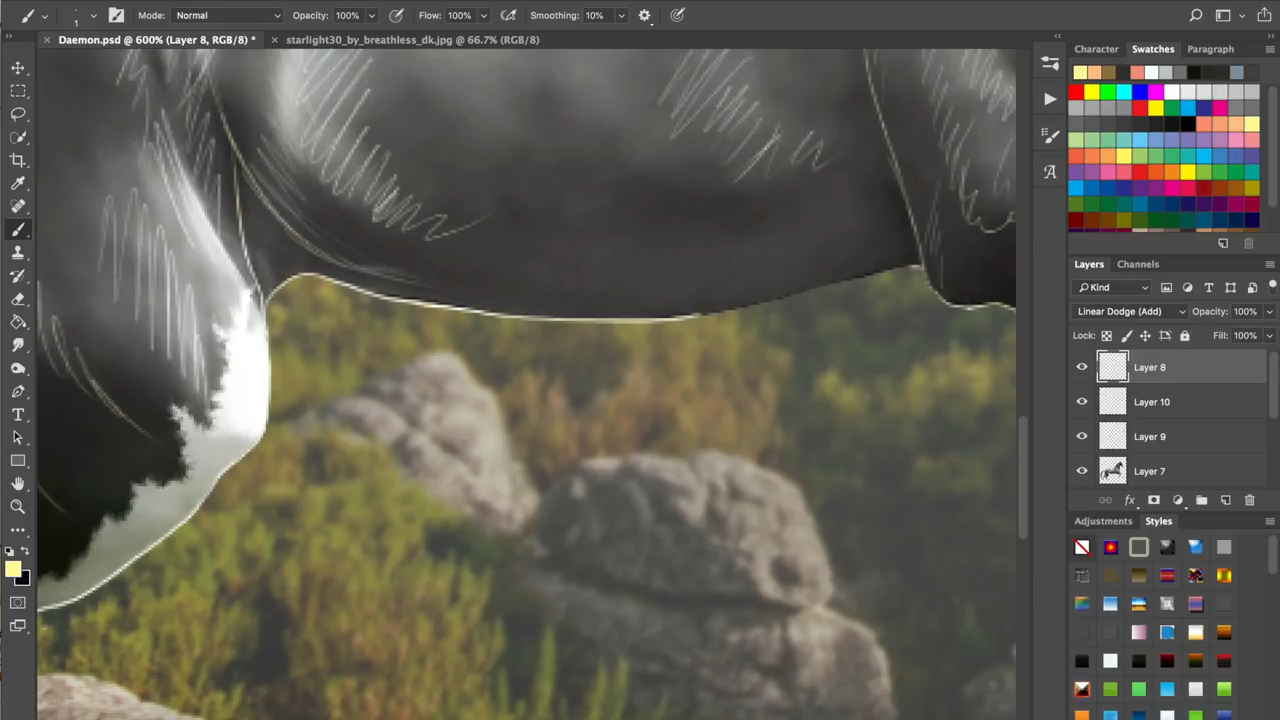 1 Mode: Normal Opacity: 100% Flow: 100% Smoothing: 10%
Daemon.psd @ 600% (Layer 8, RGB/8) * starlight30_by_breathless_dk.jpg @ 66.7% (RGB/8)
Character Swatches Paragraph
Layers Channels
Kind
Linear Dodge (Add) Opacity: 100%
Lock: Fill: 100%
Layer 8
Layer 10
Layer 9
Layer 7
fx
Adjustments Styles